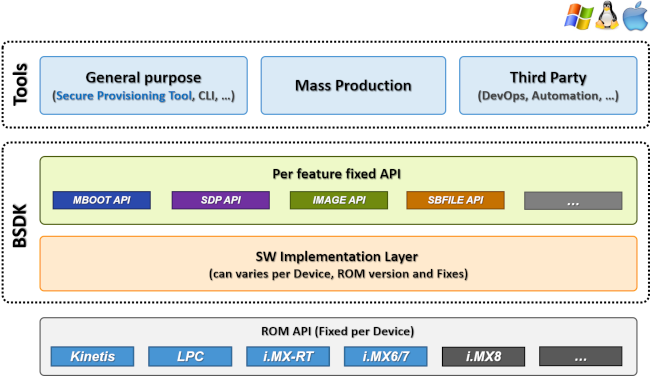 Tools
General purpose
(Secure Provisioning Tool, CLI, ...)
Mass Production
Third Party
(DevOps, Automation, ...)
BSDK
Per feature fixed API
MBOOT API
SDP API
IMAGE API
SBFILE API
...
SW Implementation Layer
(can varies per Device, ROM version and Fixes)
ROM API (Fixed per Device)
Kinetis
LPC
i.MX-RT
i.MX6/7
i.MX8
...